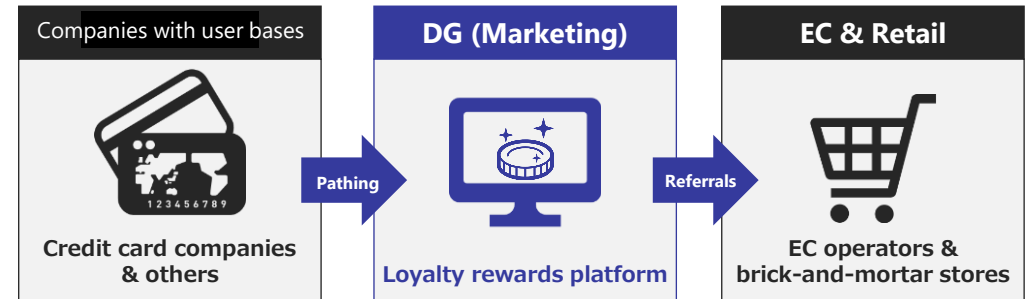 Companies with user bases
DG (Marketing)
EC & Retail
123456789
Pathing
Referrals
Credit card companies
& others
Loyalty rewards platform
EC operators &
brick-and-mortar stores